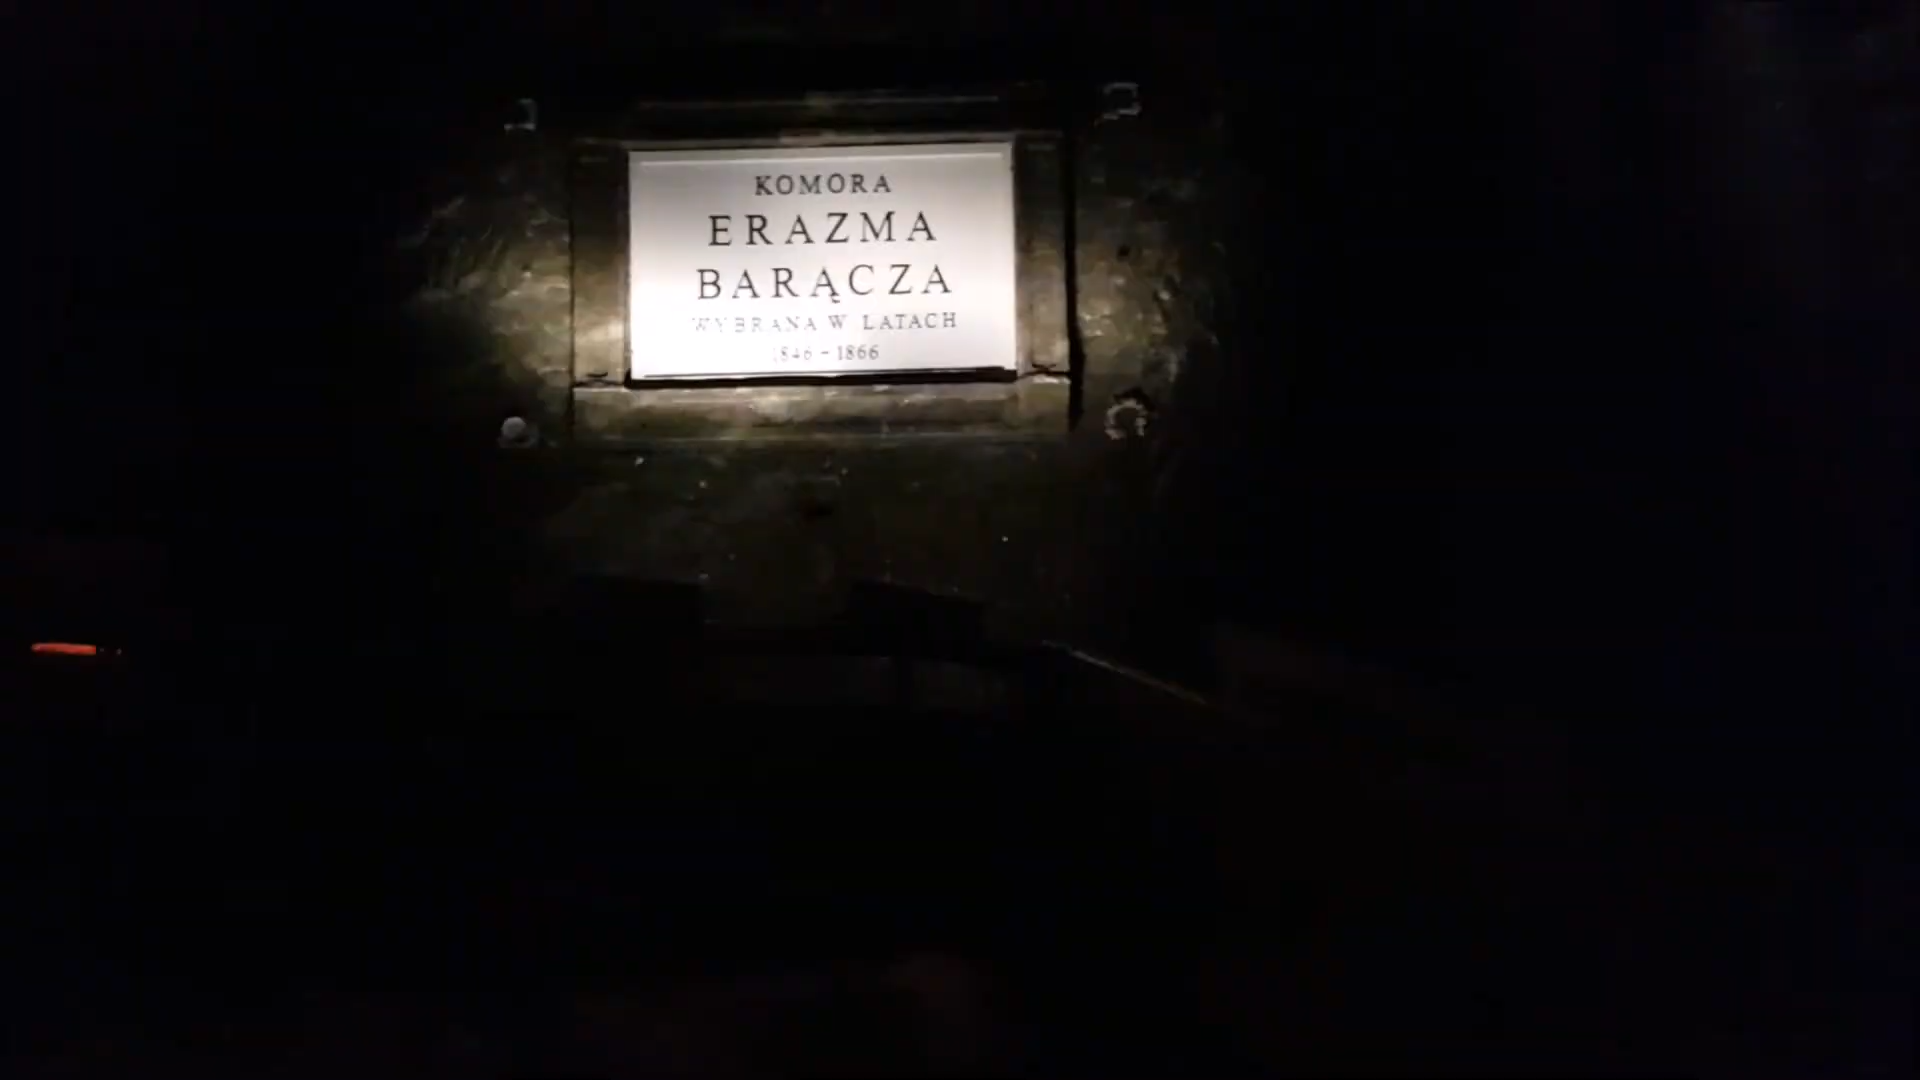 KOMORA
ERAZMA
BARĄCZA
WYBRANA W LATACH
1846 - 1866